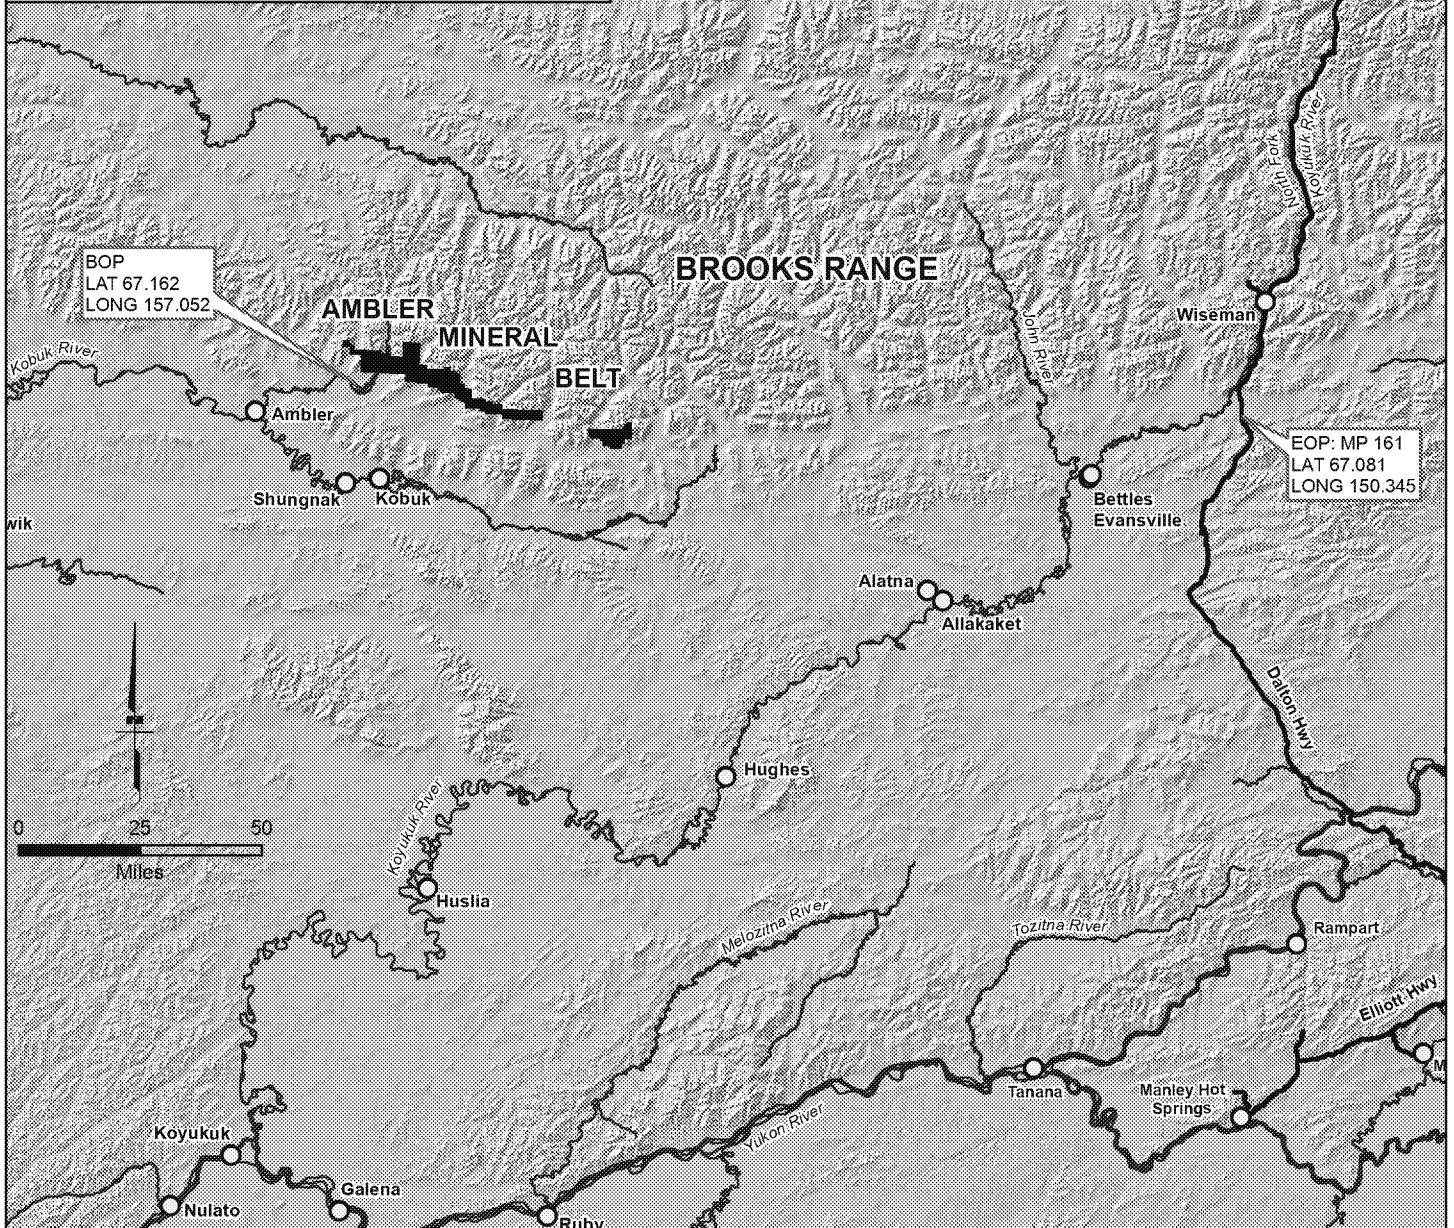 North Fork
Koyukuk River
BOP
LAT 67.162
LONG 157.052
BROOKS RANGE
AMBLER
MINERAL
BELT
Wiseman
John River
Kobuk River
Ambler
EOP: MP 161
LAT 67.081
LONG 150.345
Shungnak
Kobuk
Bettles
Evansville
wik
Alatna
Allakaket
Dalton Hwy
Hughes
Koyukuk River
0 25 50
Miles
Huslia
Melozitna River
Tozitna River
Rampart
Elliott Hwy
M
Tanana
Manley Hot
Springs
Yukon River
Koyukuk
Galena
Nulato
Ruby